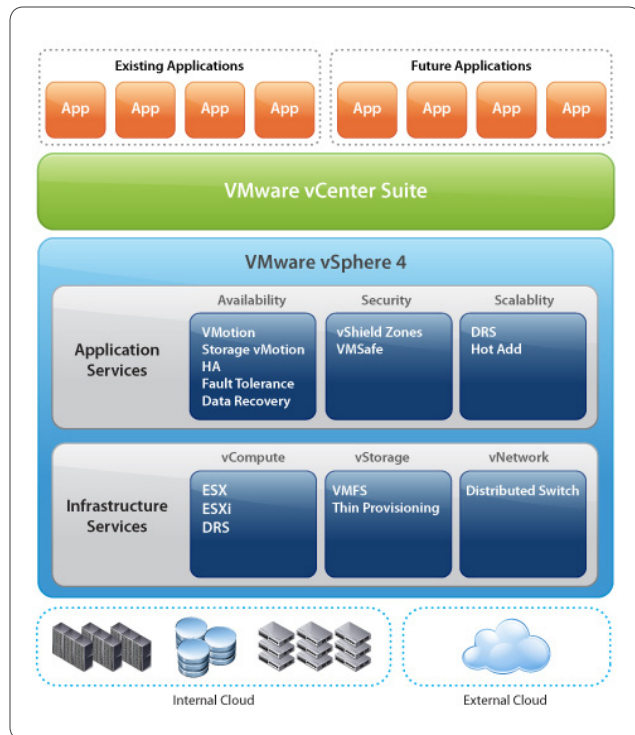 Existing Applications
Future Applications
App App App App
App App App App
VMware vCenter Suite
VMware vSphere 4
Availability
Security
Scalablity
Application
Services
VMotion
Storage vMotion
HA
Fault Tolerance
Data Recovery
vShield Zones
VMSafe
DRS
Hot Add
vCompute
vStorage
vNetwork
Infrastructure
Services
ESX
ESXi
DRS
VMFS
Thin Provisioning
Distributed Switch
Internal Cloud
External Cloud